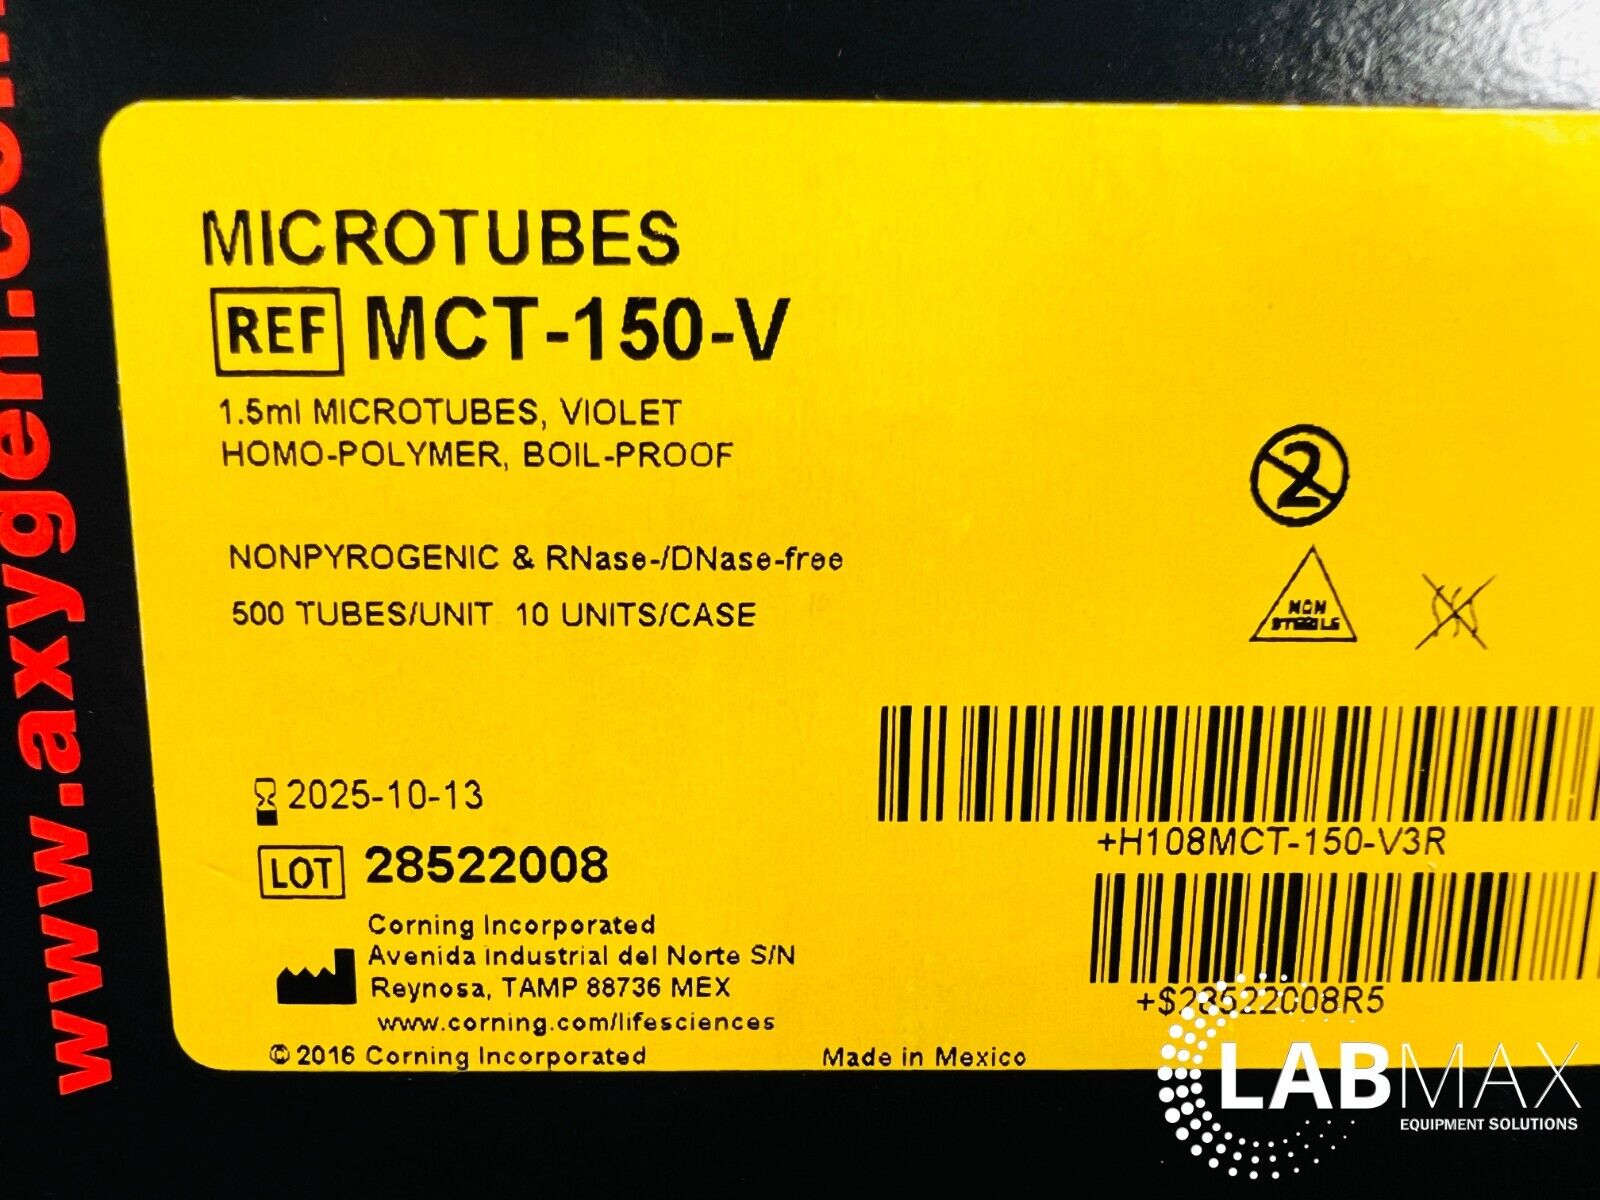 www.axygen.com
MICROTUBES
REF MCT-150-V
1.5ml MICROTUBES, VIOLET
HOMO-POLYMER, BOIL-PROOF
2
NONPYROGENIC & RNase-/DNase-free
500 TUBES/UNIT 10 UNITS/CASE
NON
STERILE
+H108MCT-150-V3R
2025-10-13
LOT 28522008
+$28522008R5
Corning Incorporated
Avenida Industrial del Norte S/N
Reynosa, TAMP 88736 MEX
www.corning.com/lifesciences
© 2016 Corning Incorporated
Made in Mexico
LABMAX
EQUIPMENT SOLUTIONS